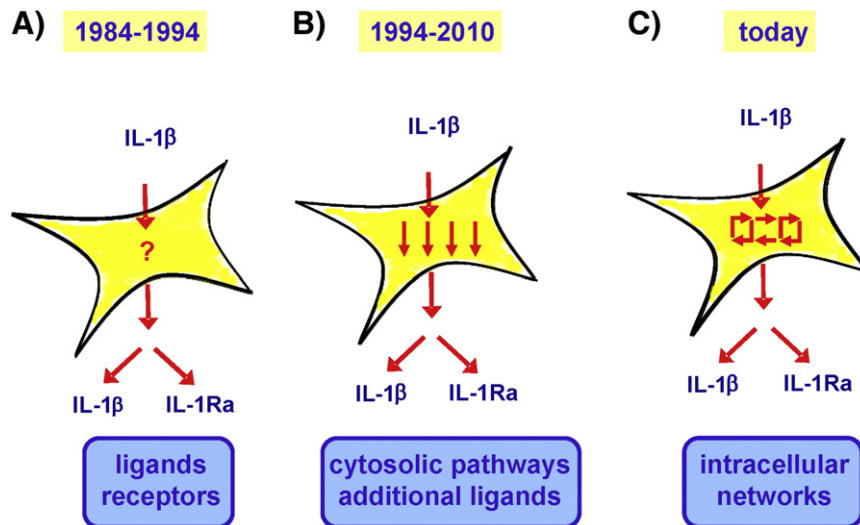 A) 1984-1994
B) 1994-2010
C) today
IL-1β
IL-1β
IL-1β
?
IL-1β IL-1Ra
IL-1β IL-1Ra
IL-1β IL-1Ra
ligands
receptors
cytosolic pathways
additional ligands
intracellular
networks